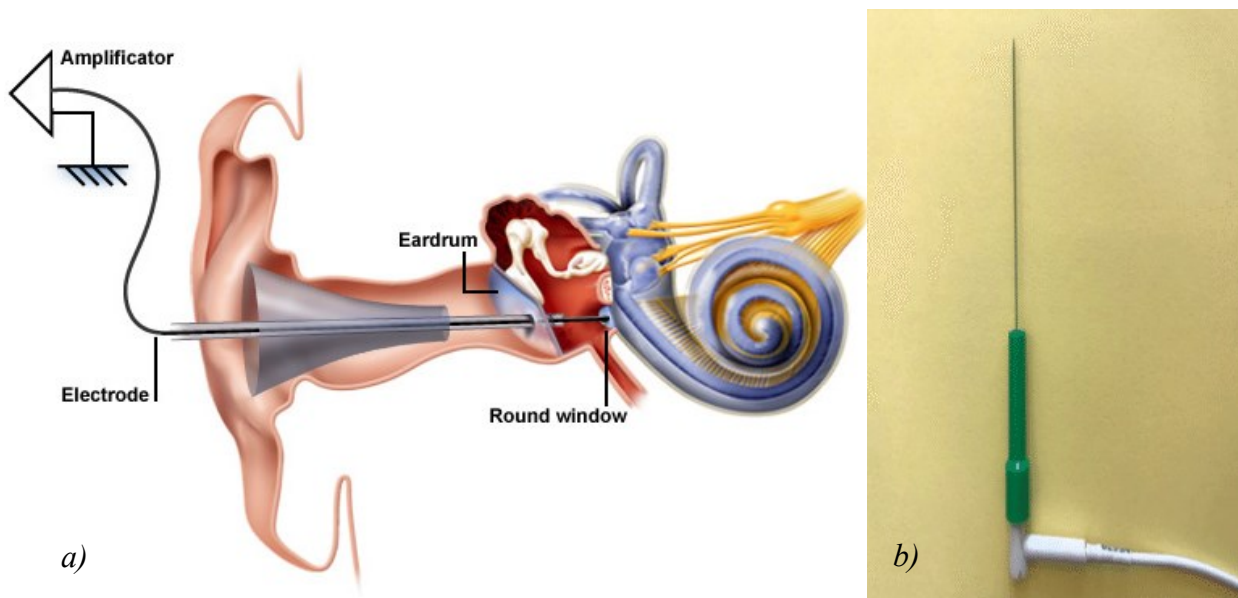 Amplificator
Eardrum
Electrode
Round window
a)
b)